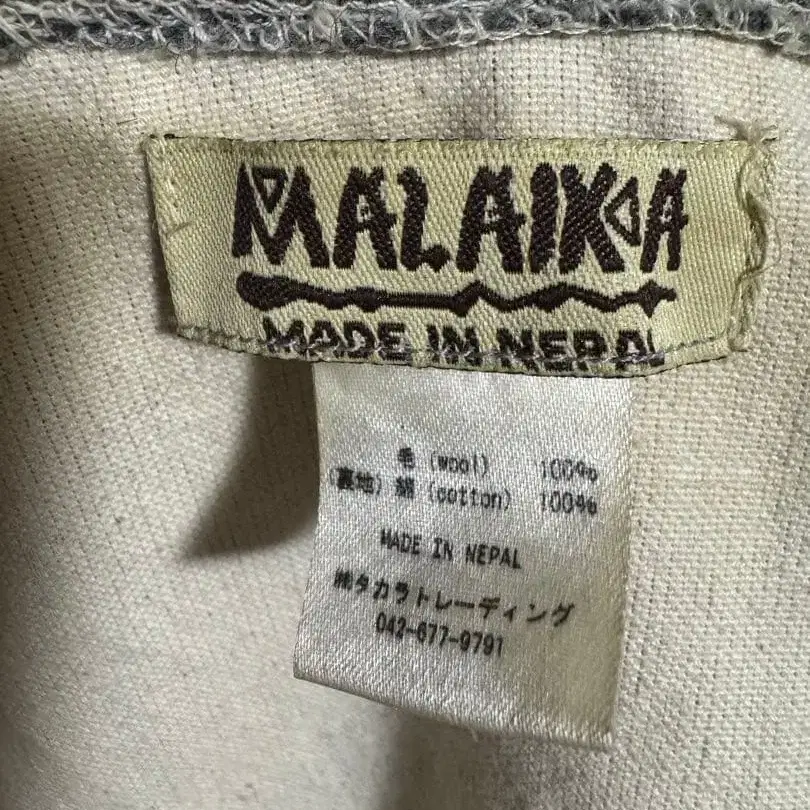 MALAIKA
MADE IN NEPAL
毛 (wool) 100%
(裏地) 綿 (cotton) 100%
MADE IN NEPAL
㈱タカラトレーディング
042-677-9791